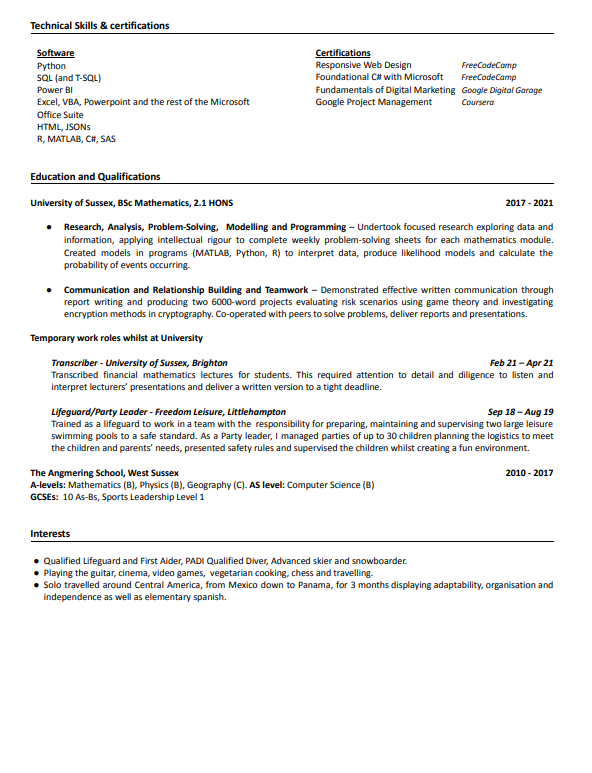 Technical Skills & certifications
Software
Python
SQL (and T-SQL)
Power BI
Excel, VBA, Powerpoint and the rest of the Microsoft
Office Suite
HTML, JSONs
R, MATLAB, C#, SAS
Certifications
Responsive Web Design FreeCodeCamp
Foundational C# with Microsoft FreeCodeCamp
Fundamentals of Digital Marketing Google Digital Garage
Google Project Management Coursera
Education and Qualifications
University of Sussex, BSc Mathematics, 2.1 HONS 2017 - 2021
● Research, Analysis, Problem-Solving, Modelling and Programming – Undertook focused research exploring data and
information, applying intellectual rigour to complete weekly problem-solving sheets for each mathematics module.
Created models in programs (MATLAB, Python, R) to interpret data, produce likelihood models and calculate the
probability of events occurring.
● Communication and Relationship Building and Teamwork – Demonstrated effective written communication through
report writing and producing two 6000-word projects evaluating risk scenarios using game theory and investigating
encryption methods in cryptography. Co-operated with peers to solve problems, deliver reports and presentations.
Temporary work roles whilst at University
Transcriber - University of Sussex, Brighton Feb 21 – Apr 21
Transcribed financial mathematics lectures for students. This required attention to detail and diligence to listen and
interpret lecturers’ presentations and deliver a written version to a tight deadline.
Lifeguard/Party Leader - Freedom Leisure, Littlehampton Sep 18 – Aug 19
Trained as a lifeguard to work in a team with the responsibility for preparing, maintaining and supervising two large leisure
swimming pools to a safe standard. As a Party leader, I managed parties of up to 30 children planning the logistics to meet
the children and parents’ needs, presented safety rules and supervised the children whilst creating a fun environment.
The Angmering School, West Sussex 2010 - 2017
A-levels: Mathematics (B), Physics (B), Geography (C). AS level: Computer Science (B)
GCSEs: 10 As-Bs, Sports Leadership Level 1
Interests
● Qualified Lifeguard and First Aider, PADI Qualified Diver, Advanced skier and snowboarder.
● Playing the guitar, cinema, video games, vegetarian cooking, chess and travelling.
● Solo travelled around Central America, from Mexico down to Panama, for 3 months displaying adaptability, organisation and
independence as well as elementary spanish.